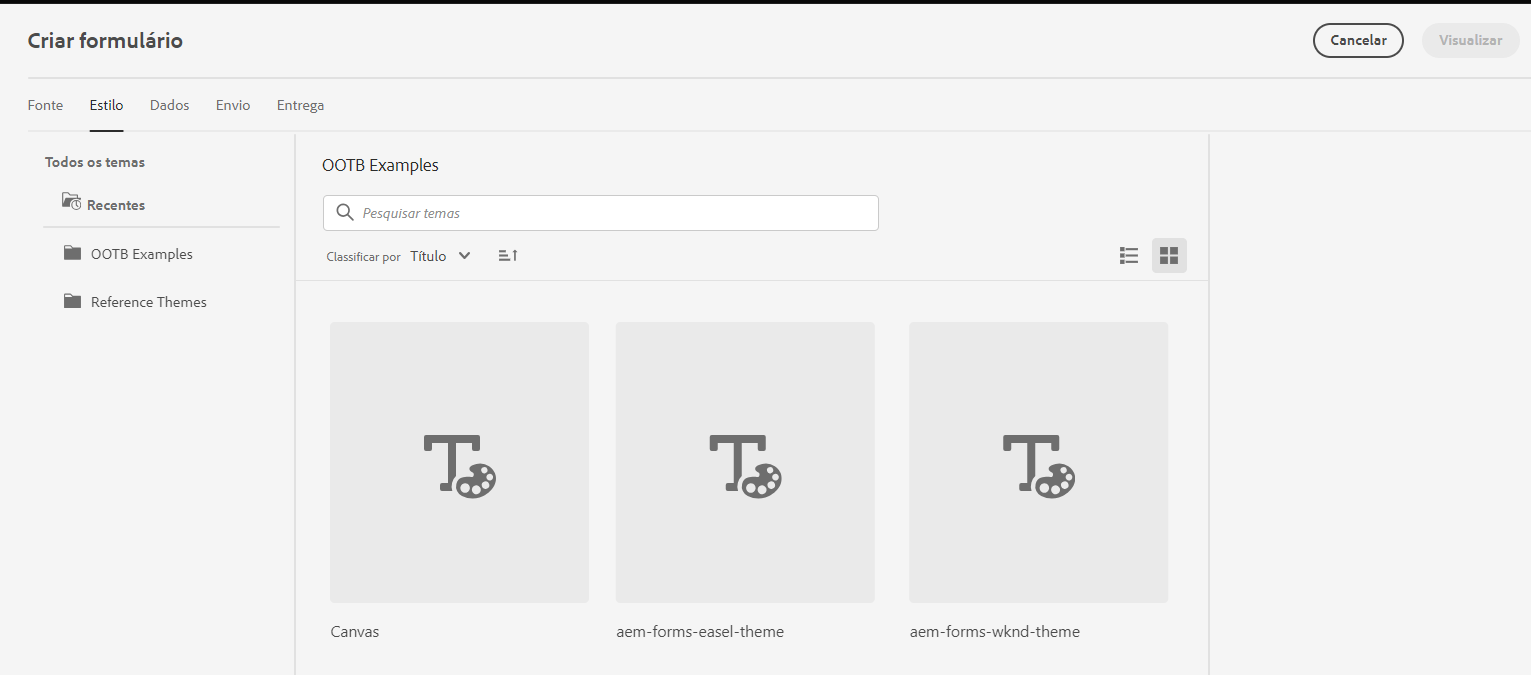 Criar formulário
Cancelar
Visualizar
Fonte
Estilo
Dados
Envio
Entrega
Todos os temas
Recentes
OOTB Examples
Reference Themes
OOTB Examples
Pesquisar temas
Classificar por Título
Canvas
aem-forms-easel-theme
aem-forms-wknd-theme